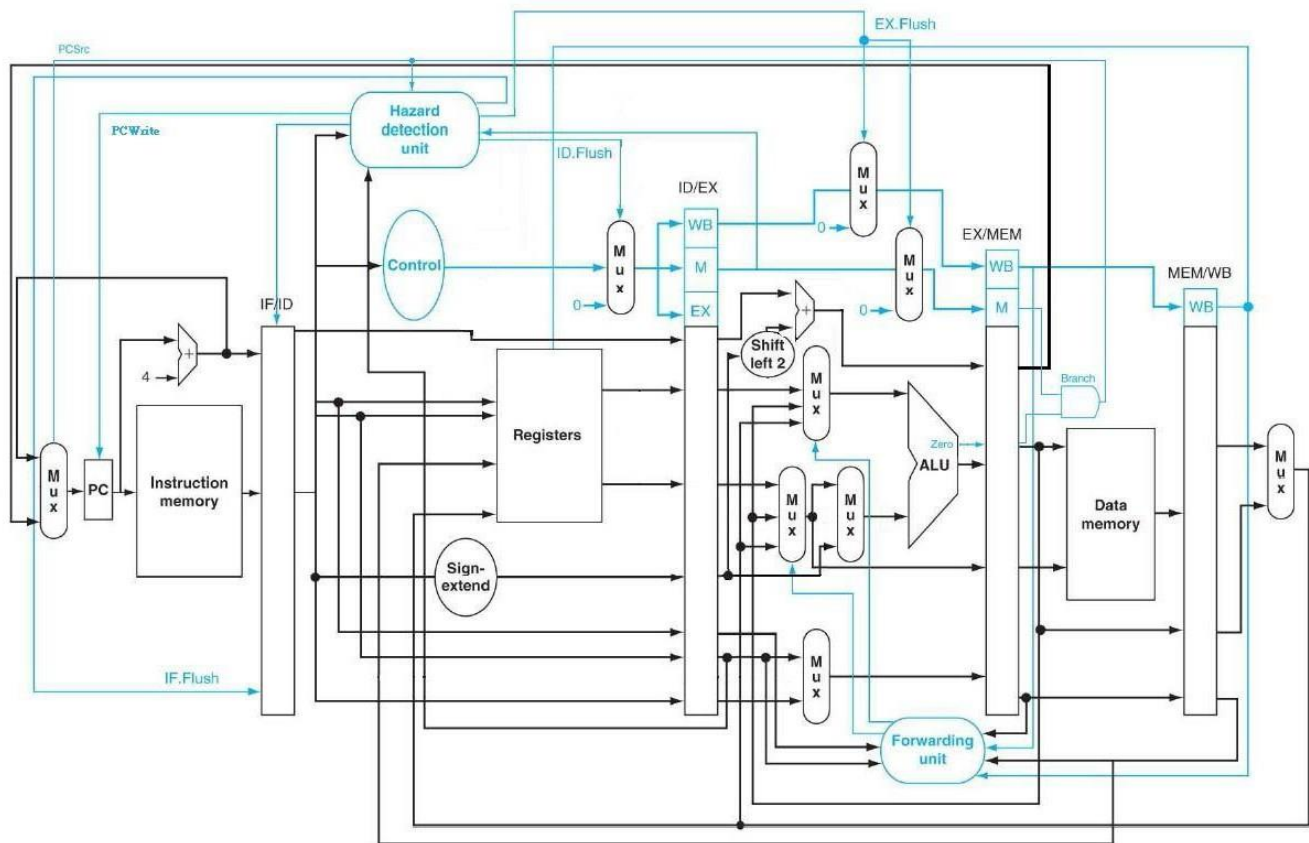 EX.Flush
PCSrc
Hazard
detection
unit
PCWrite
ID.Flush
M
u
x
ID/EX
WB
0
EX/MEM
M
u
x
M
u
x
Control
M
WB
MEM/WB
0
EX
0
M
WB
IF/ID
+
+
Shift
left 2
4
M
u
x
Branch
Registers
Zero
ALU
M
u
x
PC
Instruction
memory
M
u
x
M
u
x
Data
memory
M
u
x
Sign-
extend
M
u
x
IF.Flush
Forwarding
unit